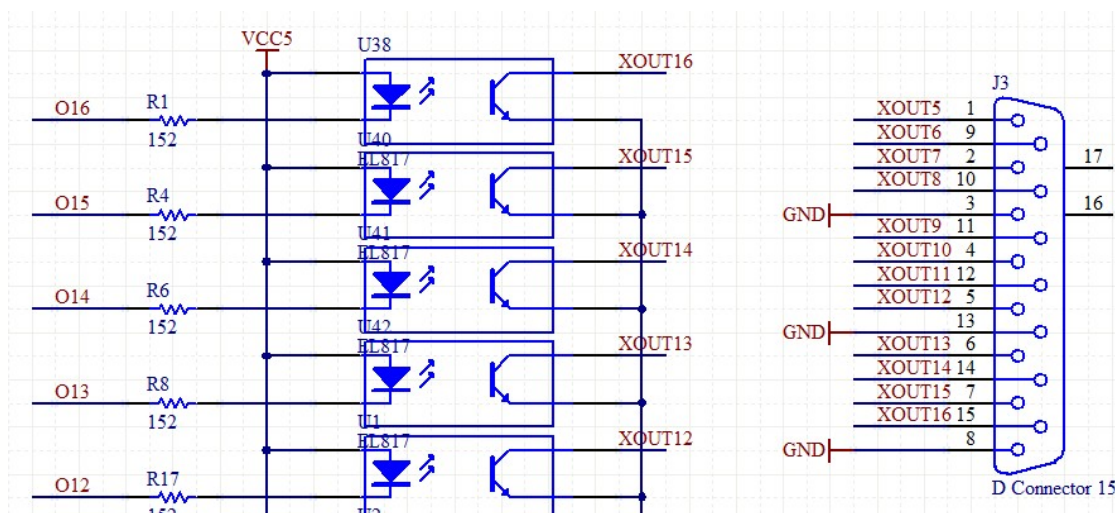 VCC5
U38
XOUT16
O16
R1
152
U40
EL817
XOUT15
O15
R4
152
U41
EL817
XOUT14
O14
R6
152
U42
EL817
XOUT13
O13
R8
152
U1
EL817
XOUT12
O12
R17
152
J3
XOUT5 1
XOUT6 9
XOUT7 2
XOUT8 10
GND 3
XOUT9 11
XOUT10 4
XOUT11 12
XOUT12 5
GND 13
XOUT13 6
XOUT14 14
XOUT15 7
XOUT16 15
GND 8
17
16
D Connector 15